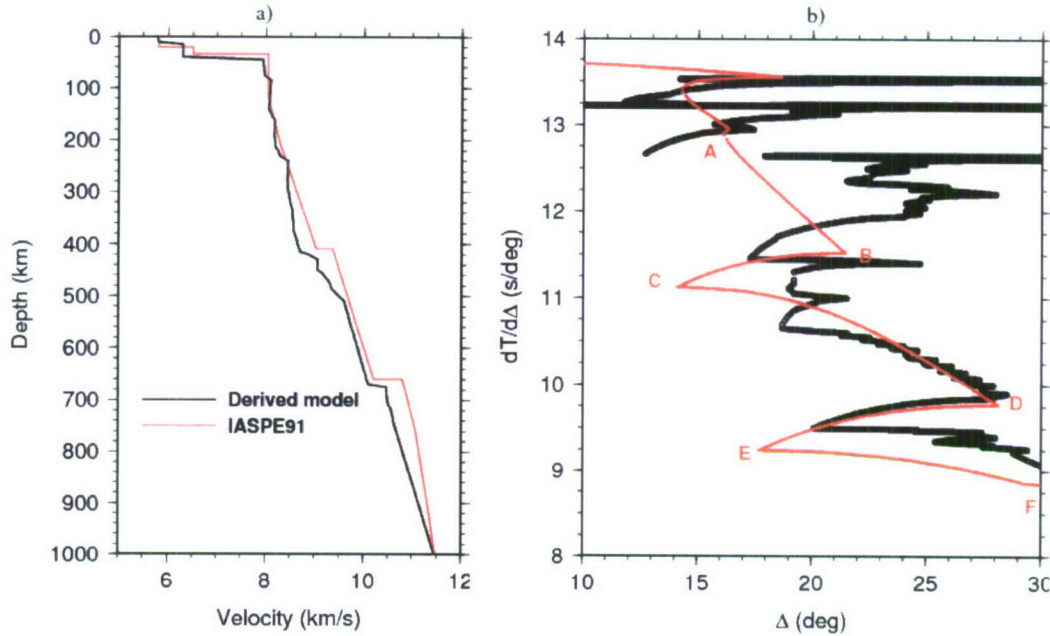 a)
0
100
200
300
400
500
600
700
800
900
1000
Depth (km)
Derived model
IASPE91
6
8
10
12
Velocity (km/s)
b)
14
13
12
11
10
9
8
dT/dΔ (s/deg)
A
B
C
D
E
F
10
15
20
25
30
Δ (deg)